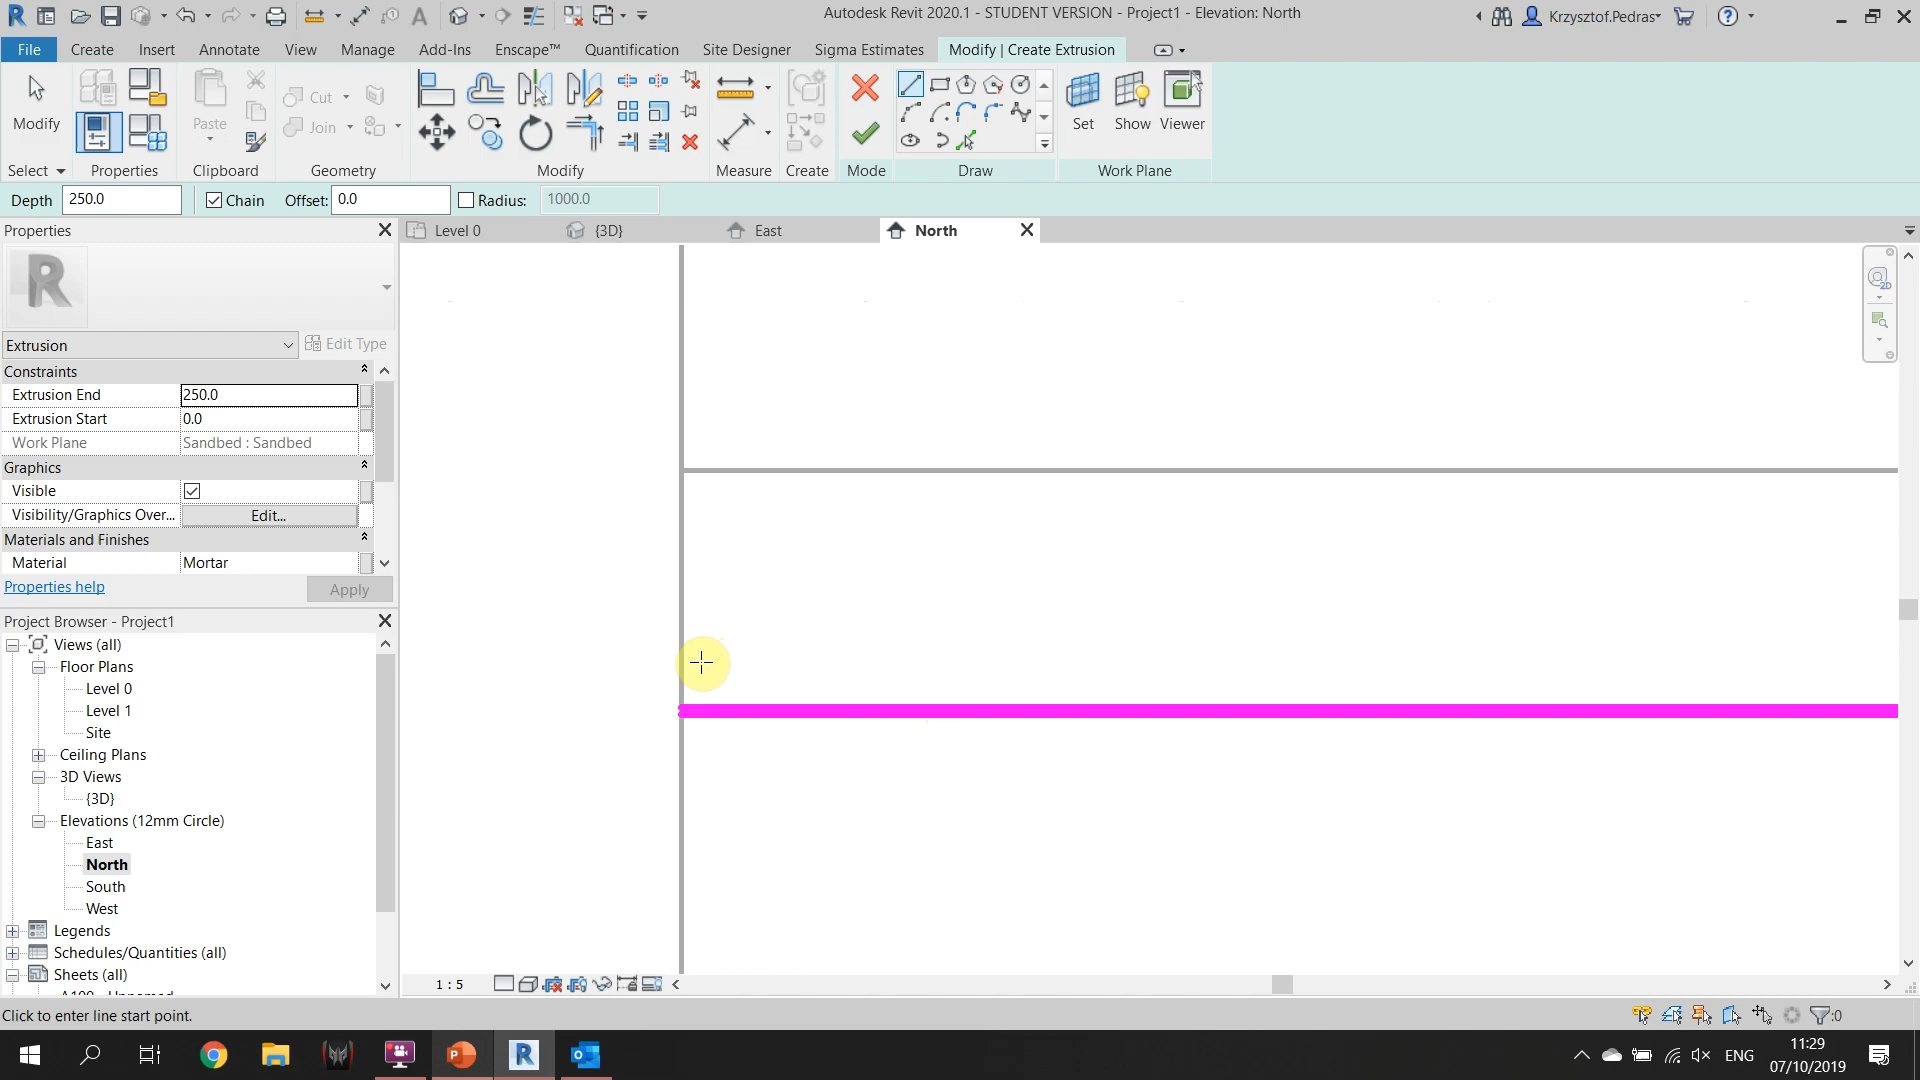 Autodesk Revit 2020.1 - STUDENT VERSION - Project1 - Elevation: North
Krzysztof.Pedras
File Create Insert Annotate View Manage Add-Ins Enscape™ Quantification Site Designer Sigma Estimates Modify | Create Extrusion
Modify
Paste
Cut
Join
Set Show Viewer
Select Properties Clipboard Geometry Modify Measure Create Mode Draw Work Plane
Depth 250.0 Chain Offset: 0.0 Radius: 1000.0
Properties
Level 0 {3D} East North
R
2D
Extrusion Edit Type
Constraints
Extrusion End 250.0
Extrusion Start 0.0
Work Plane Sandbed : Sandbed
Graphics
Visible
Visibility/Graphics Over... Edit...
Materials and Finishes
Material Mortar
Properties help Apply
Project Browser - Project1
Views (all)
Floor Plans
Level 0
Level 1
Site
Ceiling Plans
3D Views
{3D}
Elevations (12mm Circle)
East
North
South
West
Legends
Schedules/Quantities (all)
Sheets (all)
1 : 5
Click to enter line start point.
:0
ENG
11:29
07/10/2019